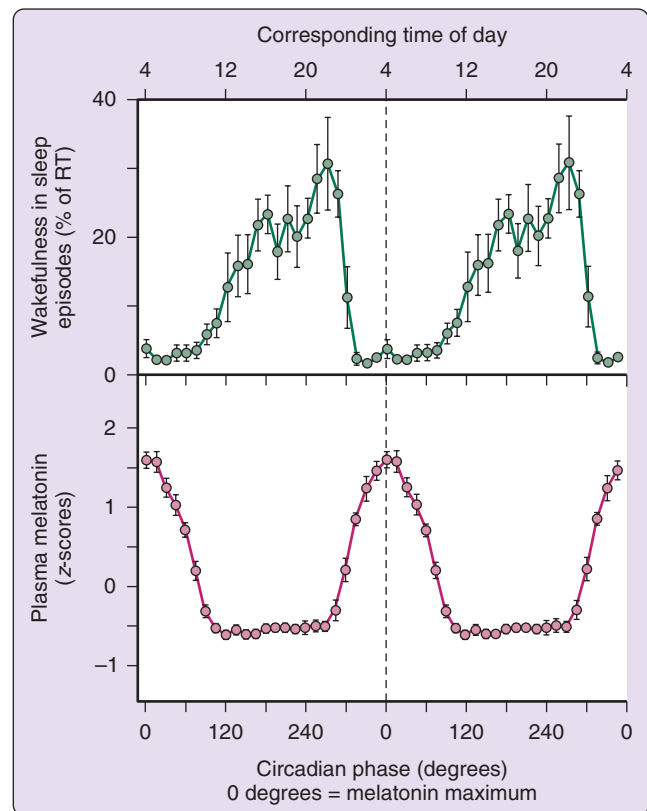 Corresponding time of day
4 12 20 4 12 20 4
40
20
0
Wakefulness in sleep
episodes (% of RT)
2
1
0
−1
Plasma melatonin
(z-scores)
0 120 240 0 120 240 0
Circadian phase (degrees)
0 degrees = melatonin maximum